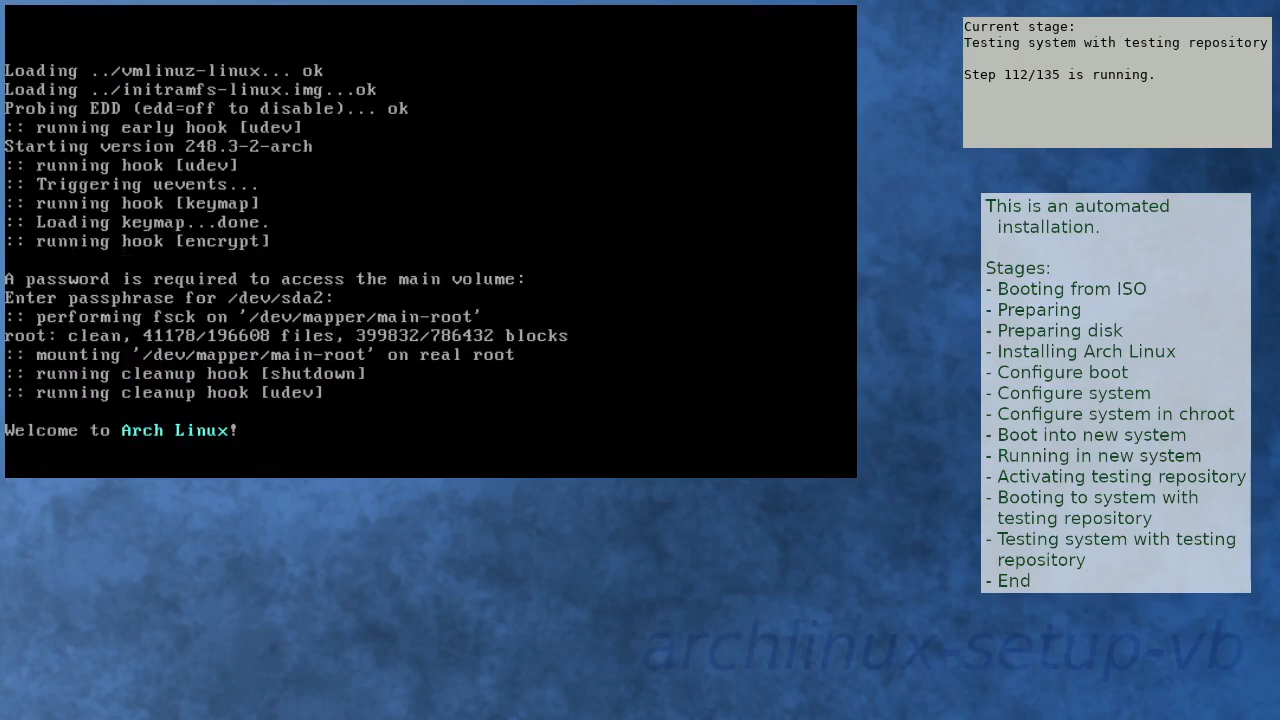 Loading ../vmlinuz-linux... ok
Loading ../initramfs-linux.img...ok
Probing EDD (edd=off to disable)... ok
:: running early hook [udev]
Starting version 248.3-2-arch
:: running hook [udev]
:: Triggering uevents...
:: running hook [keymap]
:: Loading keymap...done.
:: running hook [encrypt]
A password is required to access the main volume:
Enter passphrase for /dev/sda2:
:: performing fsck on '/dev/mapper/main-root'
root: clean, 41178/196608 files, 399832/786432 blocks
:: mounting '/dev/mapper/main-root' on real root
:: running cleanup hook [shutdown]
:: running cleanup hook [udev]
Welcome to Arch Linux!
Current stage:
Testing system with testing repository
Step 112/135 is running.
This is an automated
installation.
Stages:
- Booting from ISO
- Preparing
- Preparing disk
- Installing Arch Linux
- Configure boot
- Configure system
- Configure system in chroot
- Boot into new system
- Running in new system
- Activating testing repository
- Booting to system with
testing repository
- Testing system with testing
repository
- End
archlinux-setup-vb